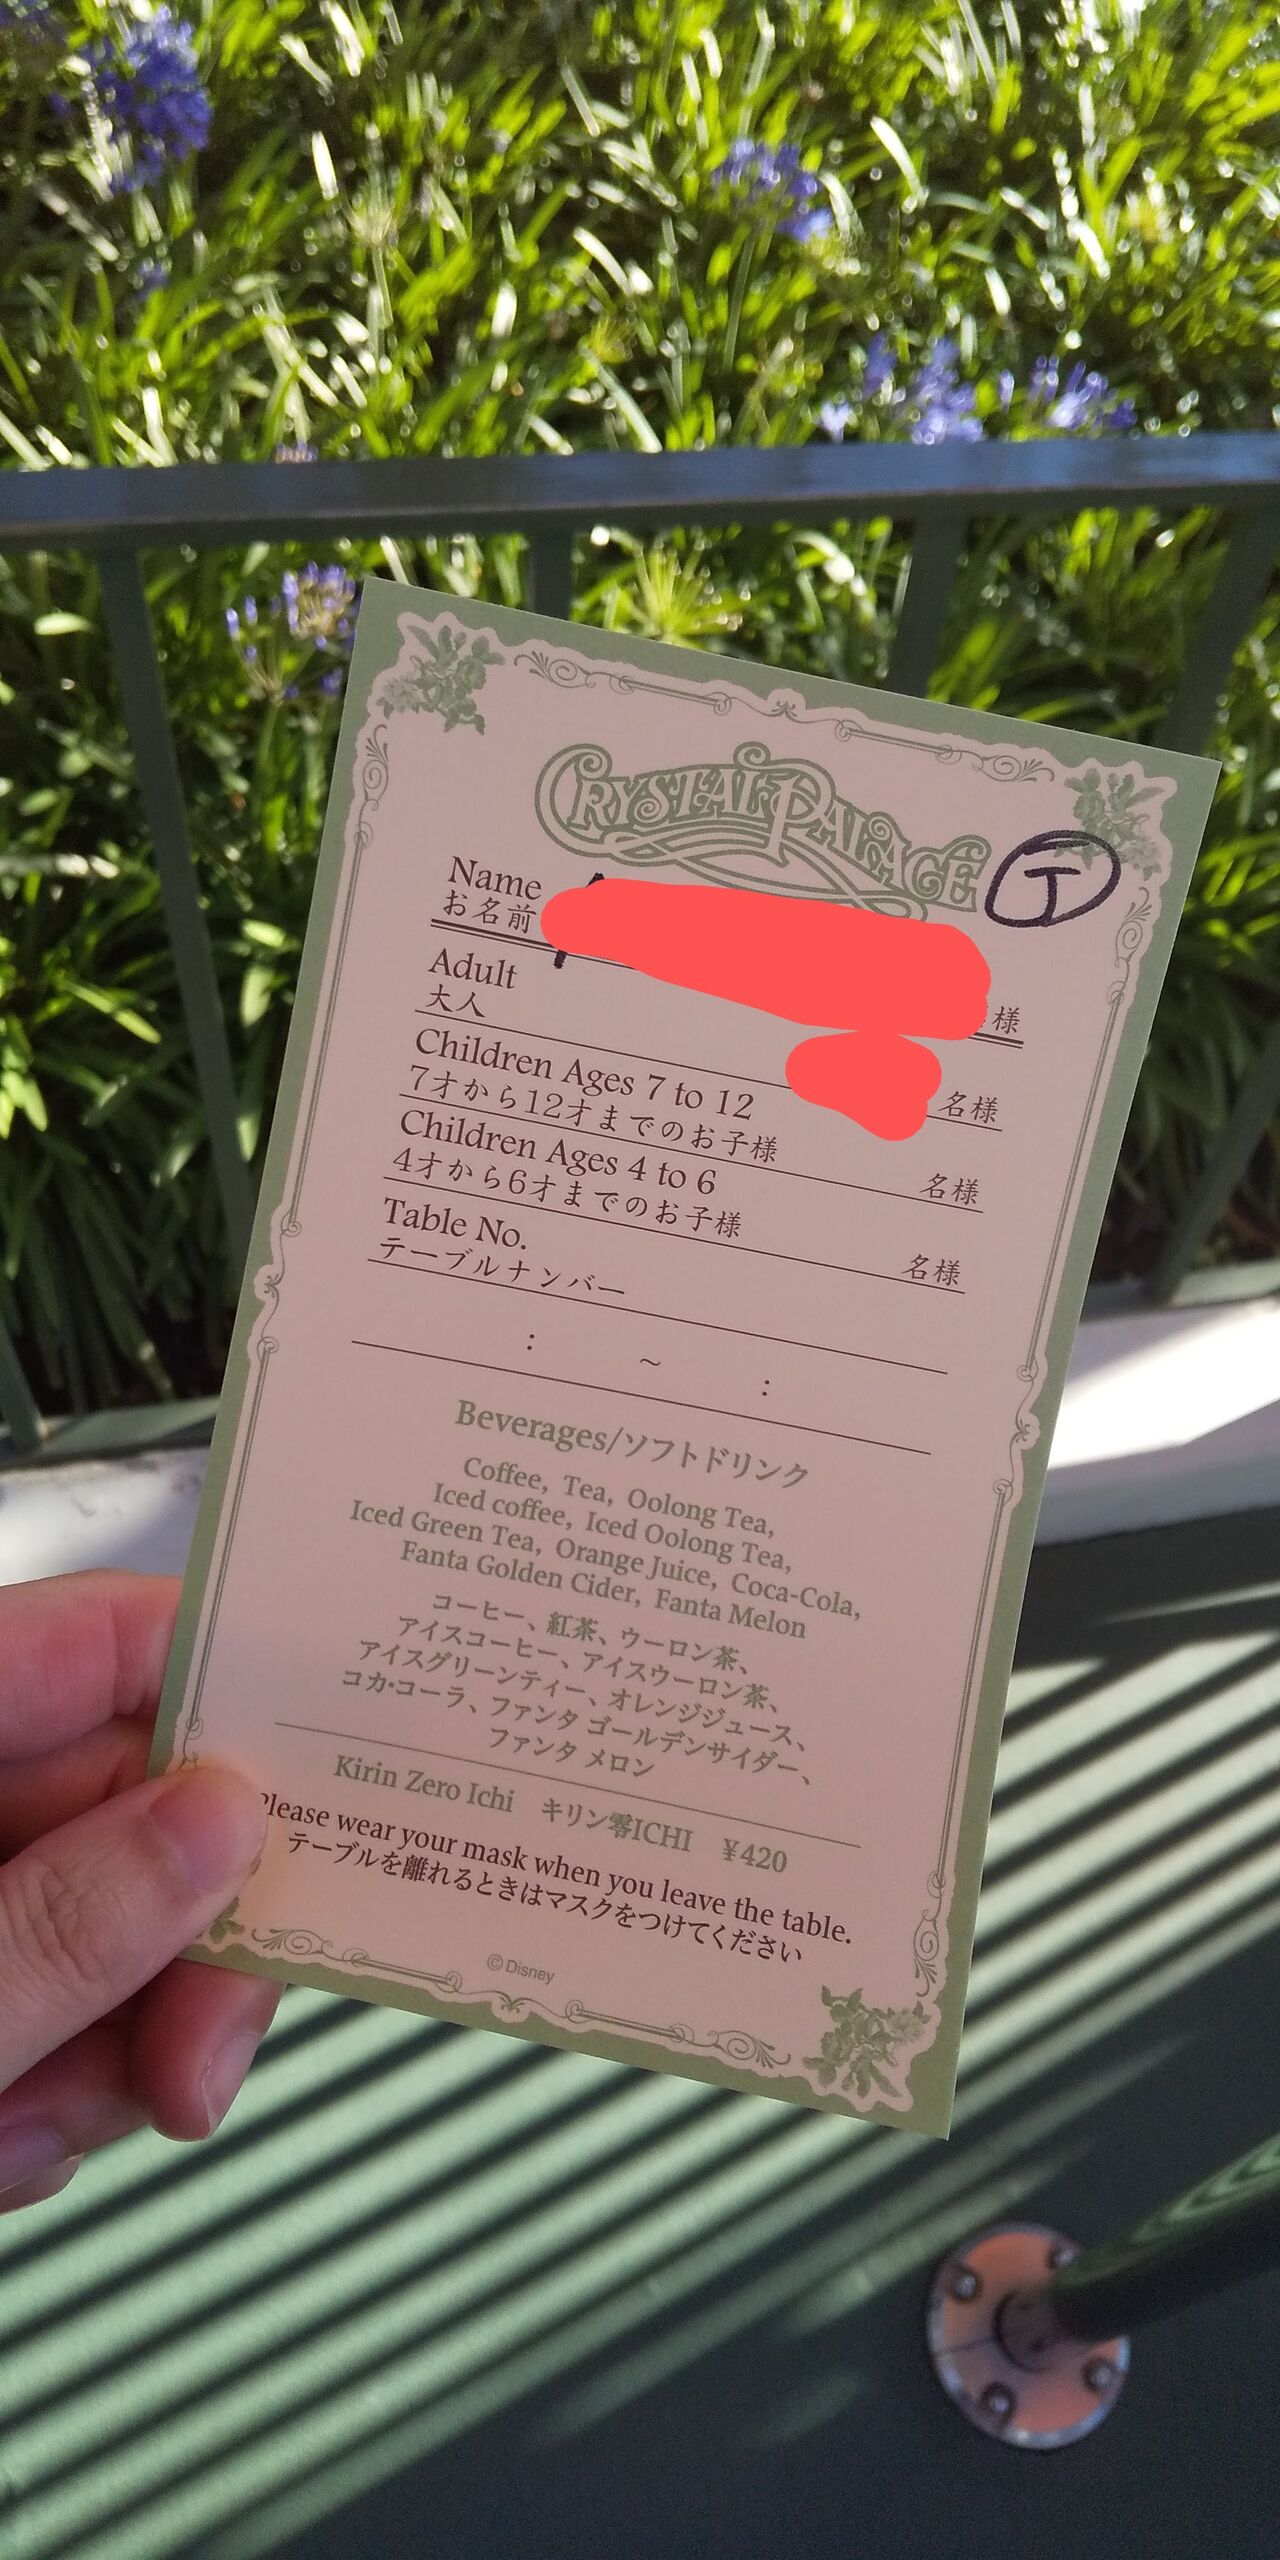 CRYSTAL PALACE
J
Name
お名前 様
Adult
大人 名様
Children Ages 7 to 12
7才から12才までのお子様 名様
Children Ages 4 to 6
4才から6才までのお子様 名様
Table No.
テーブルナンバー
: ～ :
Beverages/ソフトドリンク
Coffee, Tea, Oolong Tea,
Iced coffee, Iced Oolong Tea,
Iced Green Tea, Orange Juice, Coca-Cola,
Fanta Golden Cider, Fanta Melon
コーヒー、紅茶、ウーロン茶、
アイスコーヒー、アイスウーロン茶、
アイスグリーンティー、オレンジジュース、
コカ·コーラ、ファンタ ゴールデンサイダー、
ファンタ メロン
Kirin Zero Ichi キリン零ICHI ¥420
Please wear your mask when you leave the table.
テーブルを離れるときはマスクをつけてください
©Disney